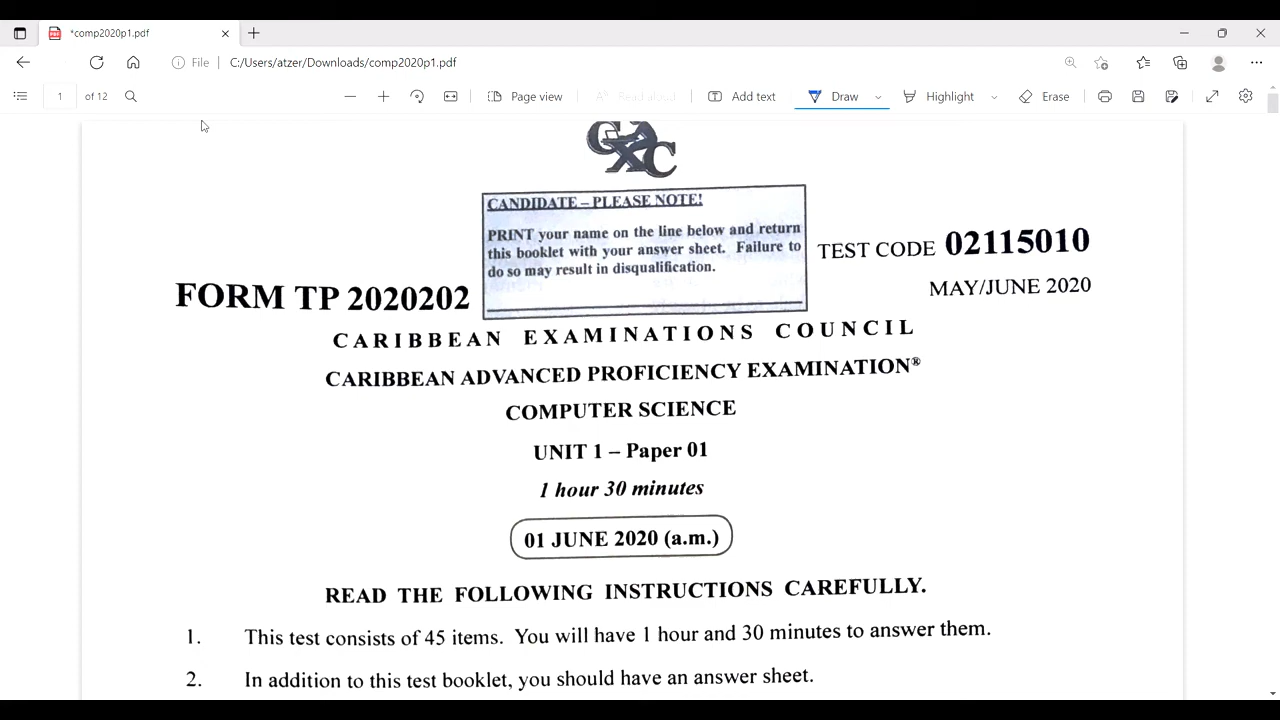 *comp2020p1.pdf
File
C:/Users/atzer/Downloads/comp2020p1.pdf
1 of 12
Page view
Read aloud
Add text
Draw
Highlight
Erase
CXC
CANDIDATE – PLEASE NOTE!
PRINT your name on the line below and return
this booklet with your answer sheet. Failure to
do so may result in disqualification.
TEST CODE 02115010
FORM TP 2020202
MAY/JUNE 2020
CARIBBEAN EXAMINATIONS COUNCIL
CARIBBEAN ADVANCED PROFICIENCY EXAMINATION®
COMPUTER SCIENCE
UNIT 1 – Paper 01
1 hour 30 minutes
01 JUNE 2020 (a.m.)
READ THE FOLLOWING INSTRUCTIONS CAREFULLY.
1. This test consists of 45 items. You will have 1 hour and 30 minutes to answer them.
2. In addition to this test booklet, you should have an answer sheet.